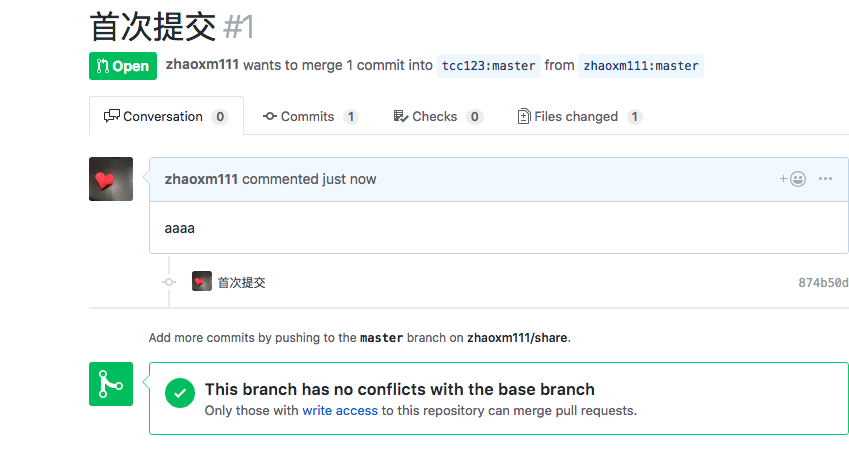 首次提交 #1
Open zhaoxm111 wants to merge 1 commit into tcc123:master from zhaoxm111:master
Conversation 0 Commits 1 Checks 0 Files changed 1
zhaoxm111 commented just now
aaaa
首次提交 874b50d
Add more commits by pushing to the master branch on zhaoxm111/share.
This branch has no conflicts with the base branch
Only those with write access to this repository can merge pull requests.